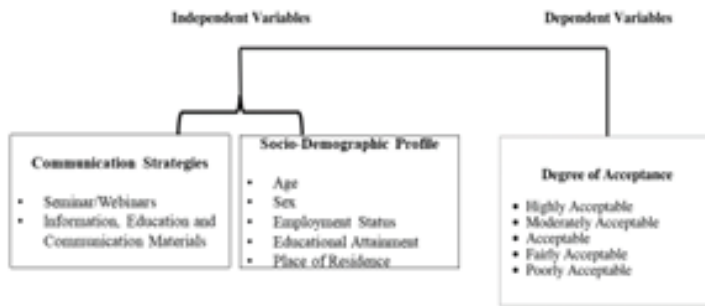 Independent Variables
Dependent Variables
Communication Strategies
• Seminar/Webinars
• Information, Education and
Communication Materials
Socio-Demographic Profile
• Age
• Sex
• Employment Status
• Educational Attainment
• Place of Residence
Degree of Acceptance
• Highly Acceptable
• Moderately Acceptable
• Acceptable
• Fairly Acceptable
• Poorly Acceptable